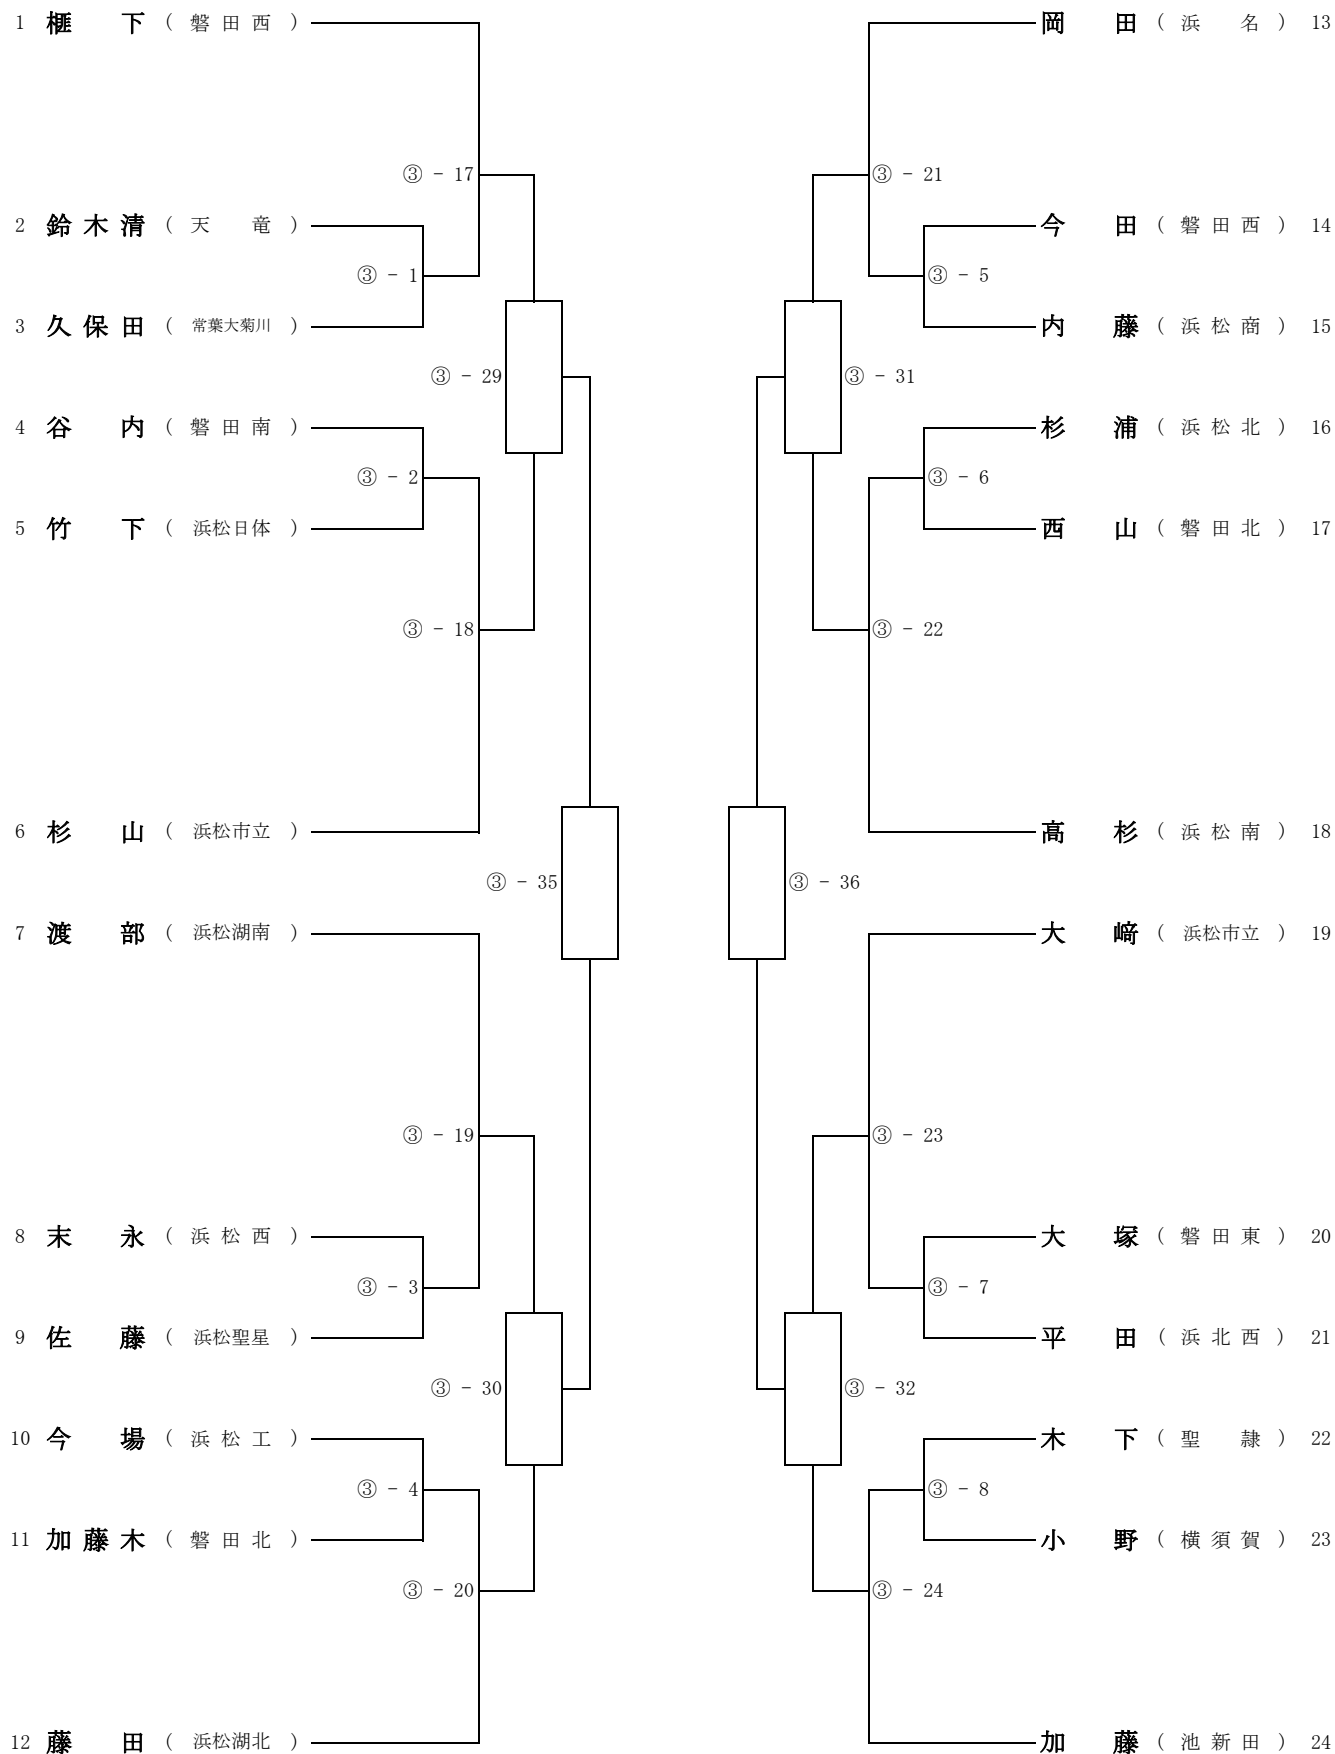 1 榧 下 ( 磐 田 西 ) 岡 田 ( 浜 名 ) 13
③ - 17 ③ - 21
2 鈴 木 清 ( 天 竜 ) 今 田 ( 磐 田 西 ) 14
③ - 1 ③ - 5
3 久 保 田 ( 常葉大菊川 ) 内 藤 ( 浜 松 商 ) 15
③ - 29 ③ - 31
4 谷 内 ( 磐 田 南 ) 杉 浦 ( 浜 松 北 ) 16
③ - 2 ③ - 6
5 竹 下 ( 浜松日体 ) 西 山 ( 磐 田 北 ) 17
③ - 18 ③ - 22
6 杉 山 ( 浜松市立 ) 髙 杉 ( 浜 松 南 ) 18
③ - 35 ③ - 36
7 渡 部 ( 浜松湖南 ) 大 﨑 ( 浜松市立 ) 19
③ - 19 ③ - 23
8 末 永 ( 浜 松 西 ) 大 塚 ( 磐 田 東 ) 20
③ - 3 ③ - 7
9 佐 藤 ( 浜松聖星 ) 平 田 ( 浜 北 西 ) 21
③ - 30 ③ - 32
10 今 場 ( 浜 松 工 ) 木 下 ( 聖 隷 ) 22
③ - 4 ③ - 8
11 加 藤 木 ( 磐 田 北 ) 小 野 ( 横 須 賀 ) 23
③ - 20 ③ - 24
12 藤 田 ( 浜松湖北 ) 加 藤 ( 池 新 田 ) 24